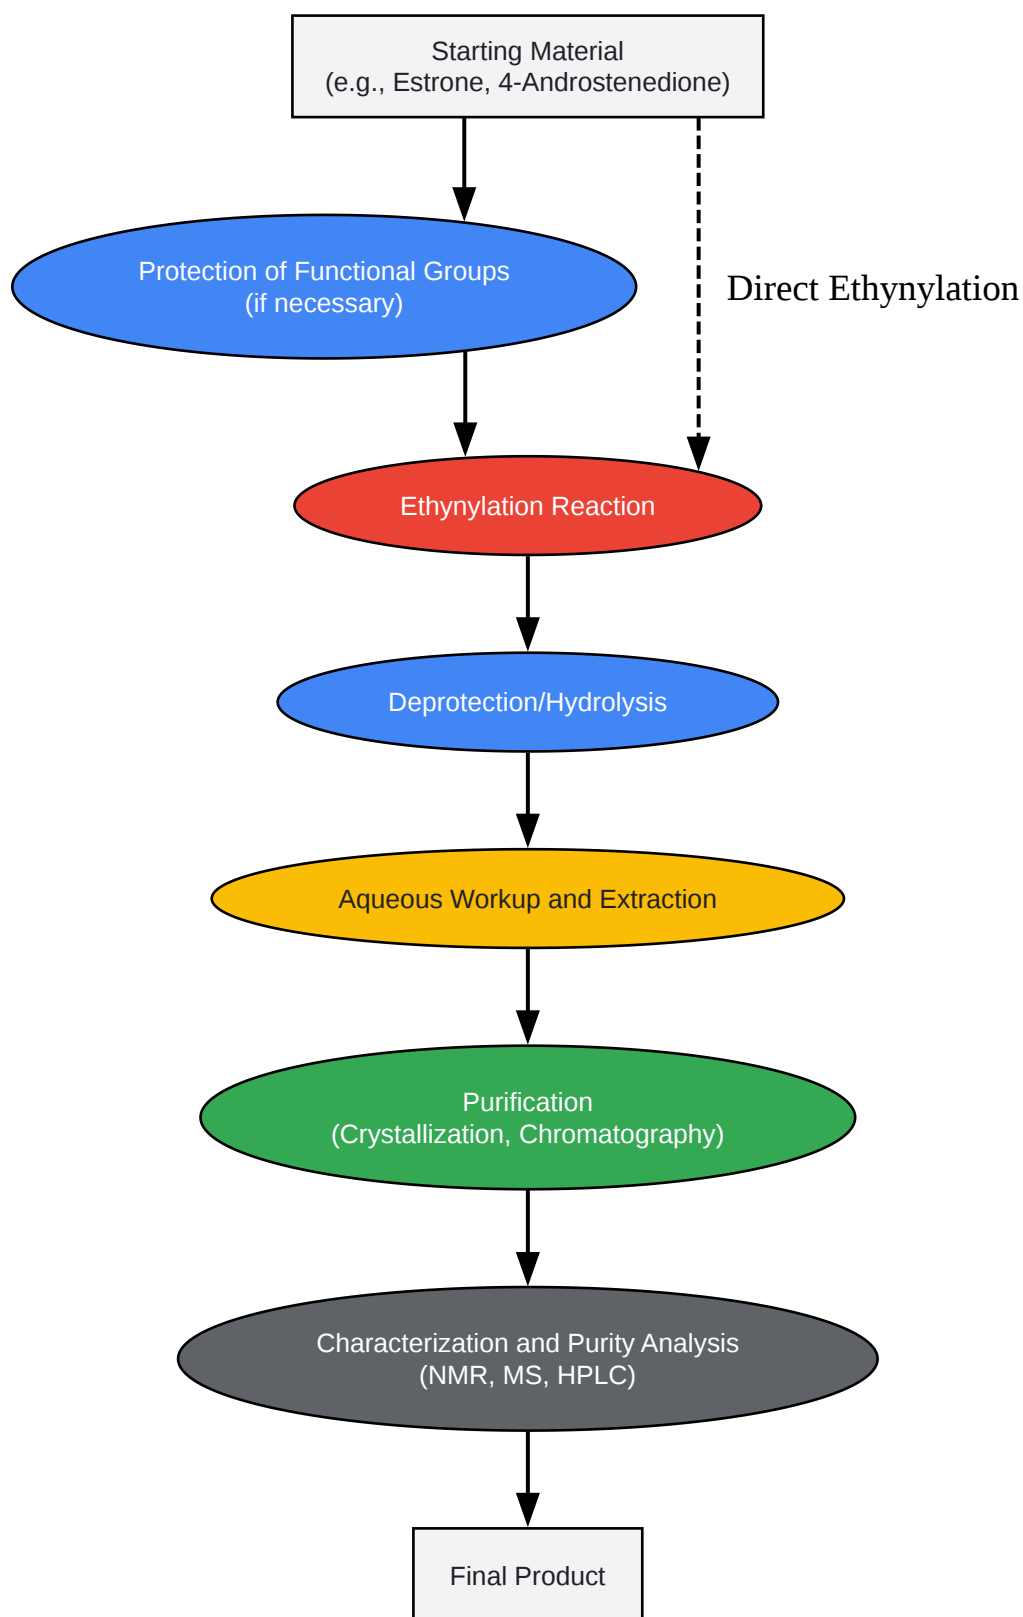 Starting Material
(e.g., Estrone, 4-Androstenedione)
Protection of Functional Groups
(if necessary)
Direct Ethynylation
Ethynylation Reaction
Deprotection/Hydrolysis
Aqueous Workup and Extraction
Purification
(Crystallization, Chromatography)
Characterization and Purity Analysis
(NMR, MS, HPLC)
Final Product